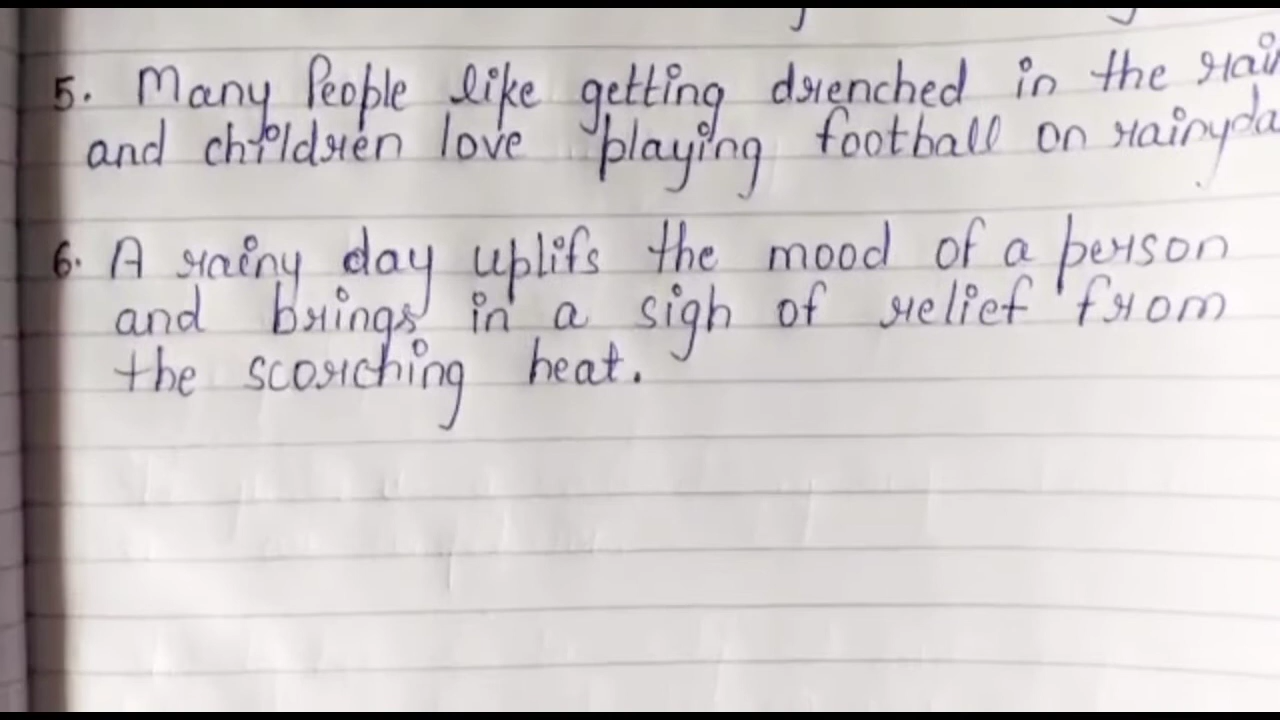 5. Many People like getting drenched in the rai
and children love playing football on rainyda
6. A rainy day uplifs the mood of a person
and brings in a sigh of relief from
the scorching heat.